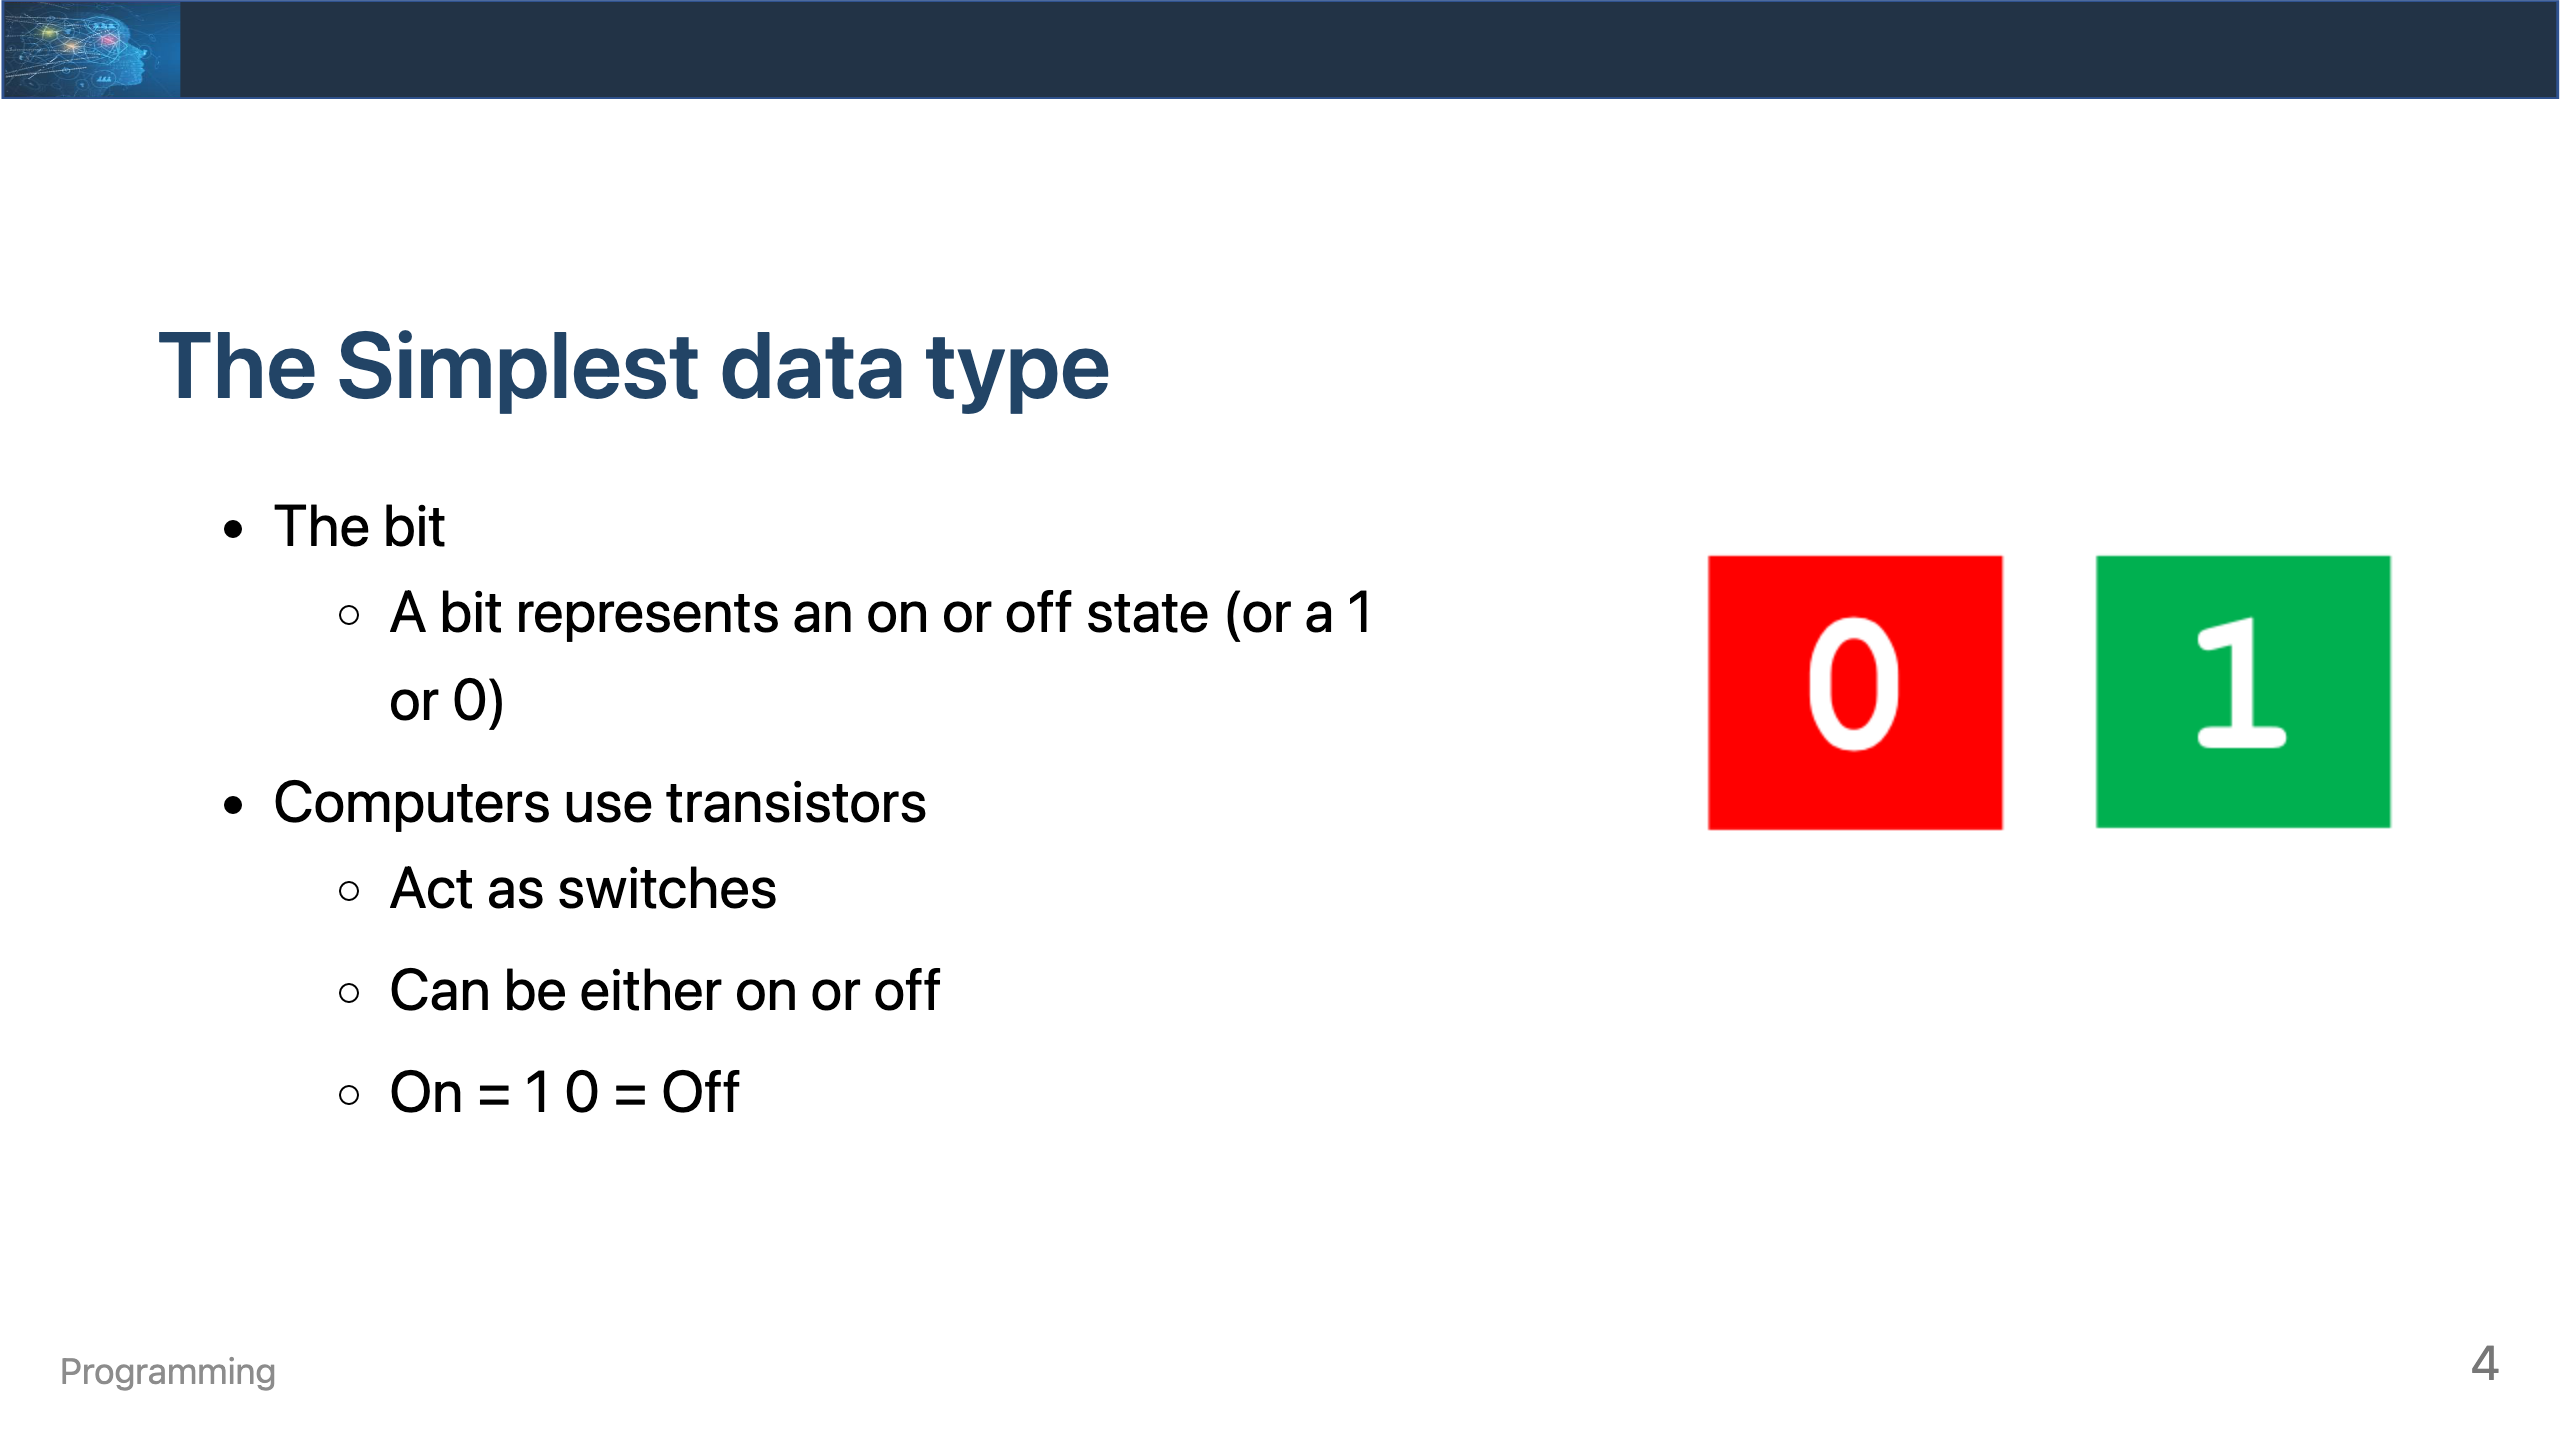 The Simplest data type
The bit
A bit represents an on or off state (or a 1
or 0)
Computers use transistors
Act as switches
Can be either on or off
On = 1 0 = Off
0 1
Programming
4